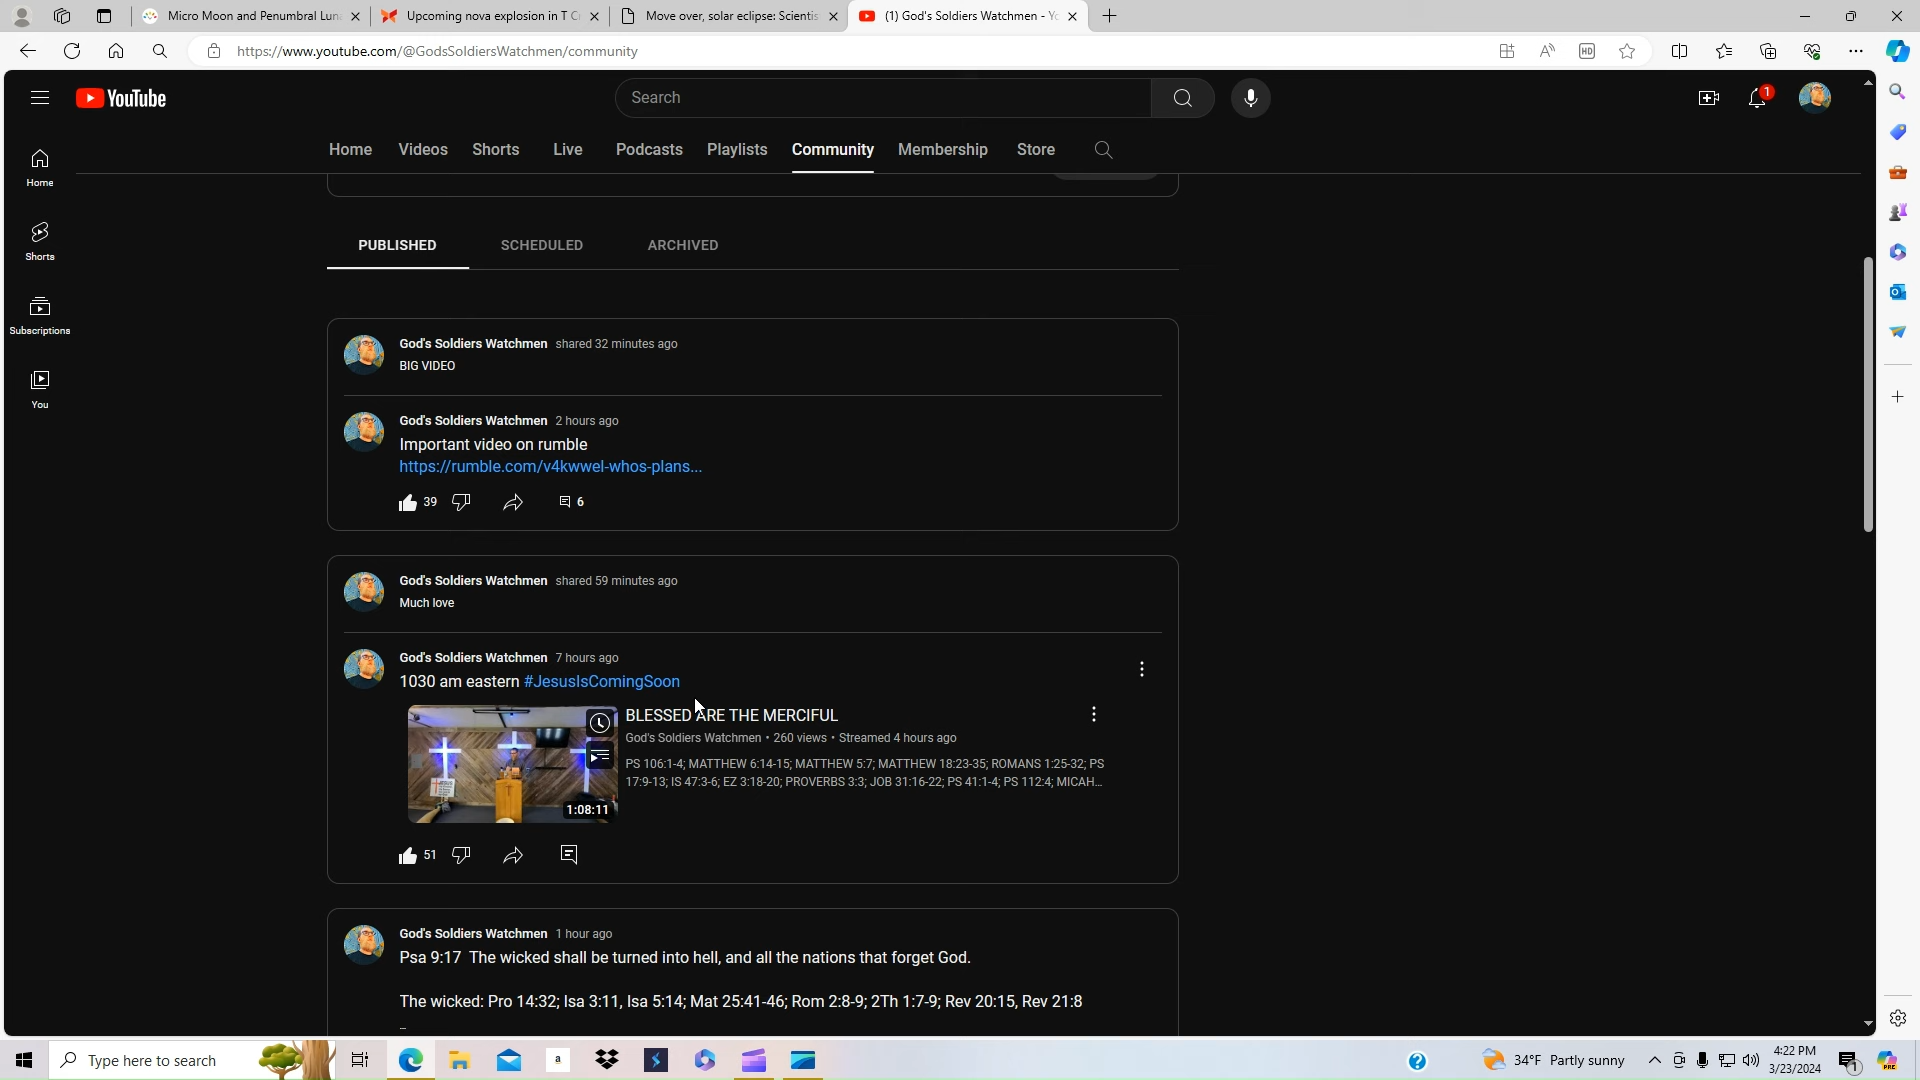 Micro Moon and Penumbral Luna
Upcoming nova explosion in T C
Move over, solar eclipse: Scientis
(1) God's Soldiers Watchmen - Yo
https://www.youtube.com/@GodsSoldiersWatchmen/community
YouTube
Search
1
Home
Videos
Shorts
Live
Podcasts
Playlists
Community
Membership
Store
Home
Shorts
Subscriptions
You
PUBLISHED
SCHEDULED
ARCHIVED
God's Soldiers Watchmen shared 32 minutes ago
BIG VIDEO
God's Soldiers Watchmen 2 hours ago
Important video on rumble
https://rumble.com/v4kwwel-whos-plans...
39
6
God's Soldiers Watchmen shared 59 minutes ago
Much love
God's Soldiers Watchmen 7 hours ago
1030 am eastern #JesusIsComingSoon
BLESSED ARE THE MERCIFUL
God's Soldiers Watchmen • 260 views • Streamed 4 hours ago
PS 106:1-4; MATTHEW 6:14-15; MATTHEW 5:7; MATTHEW 18:23-35; ROMANS 1:25-32; PS
17:9-13; IS 47:3-6; EZ 3:18-20; PROVERBS 3:3; JOB 31:16-22; PS 41:1-4; PS 112:4; MICAH...
1:08:11
51
God's Soldiers Watchmen 1 hour ago
Psa 9:17 The wicked shall be turned into hell, and all the nations that forget God.
The wicked: Pro 14:32; Isa 3:11, Isa 5:14; Mat 25:41-46; Rom 2:8-9; 2Th 1:7-9; Rev 20:15, Rev 21:8
Type here to search
34°F Partly sunny
4:22 PM
3/23/2024
1